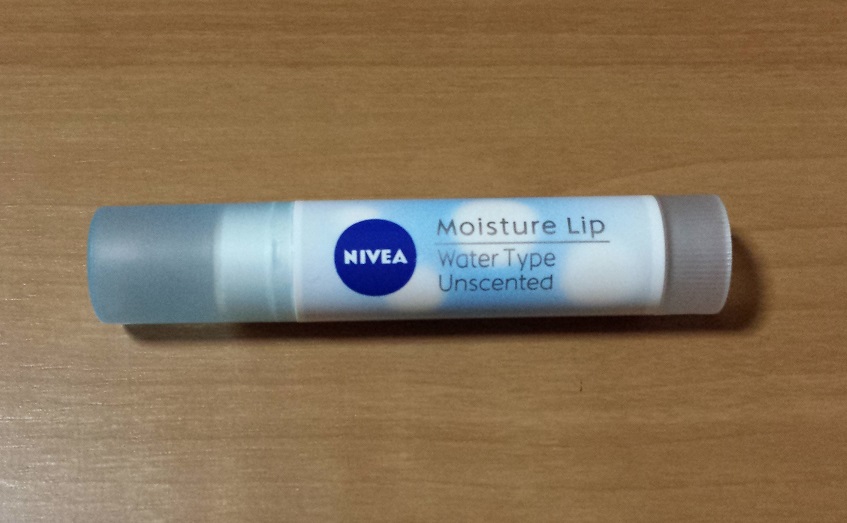 NIVEA
Moisture Lip
Water Type
Unscented